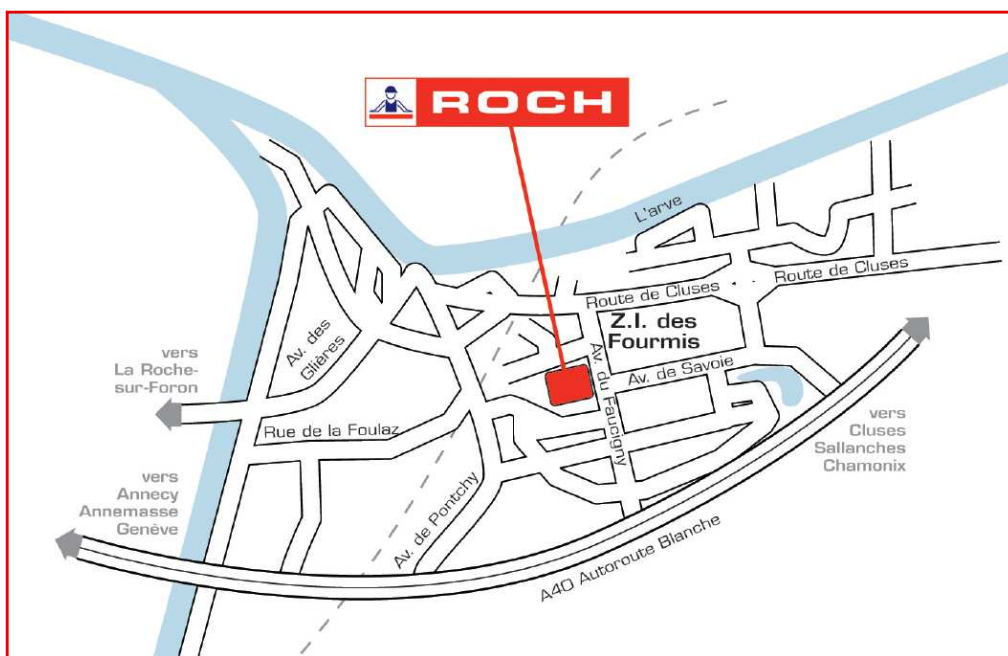 ROCH
L'arve
Route de Cluses
Route de Cluses
Z.I. des
Fourmis
Av. des
Glières
Av. du Faucigny
Av. de Savoie
vers
La Roche-
sur-Foron
Rue de la Foulaz
vers
Cluses
Sallanches
Chamonix
vers
Annecy
Annemasse
Genève
Av. de Pontchy
A40 Autoroute Blanche